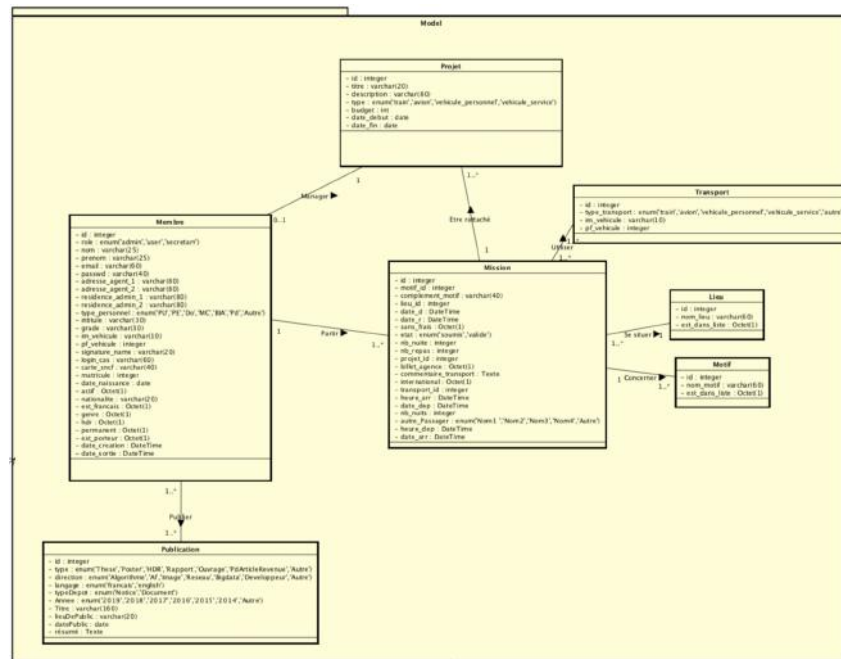 Model
Projet
- id : integer
- titre : varchar(20)
- description : varchar(80)
- type : enum('train','avion','vehicule_personnel','vehicule_service')
- budget : int
- date_debut : date
- date_fin : date
1
1..*
Manager
0..1
Etre rattaché
1
Transport
- id : integer
- type_transport : enum('train','avion','vehicule_personnel','vehicule_service','autre')
- im_vehicule : varchar(10)
- pf_vehicule : integer
Utiliser
1..*
Membre
- id : integer
- role : enum('admin','user','secretari')
- nom : varchar(25)
- prenom : varchar(25)
- email : varchar(60)
- passwd : varchar(40)
- adresse_agent_1 : varchar(80)
- adresse_agent_2 : varchar(80)
- residence_admin_1 : varchar(80)
- residence_admin_2 : varchar(80)
- type_personnel : enum('PU','PE','Do','MC','BIA','Pd','Autre')
- intitule : varchar(30)
- grade : varchar(10)
- im_vehicule : varchar(10)
- pf_vehicule : integer
- signature_name : varchar(20)
- login_cas : varchar(60)
- carte_sncf : varchar(40)
- matricule : integer
- date_naissance : date
- actif : Octet(1)
- nationalite : varchar(20)
- est_francais : Octet(1)
- genre : Octet(1)
- hdr : Octet(1)
- permanent : Octet(1)
- est_porteur : Octet(1)
- date_creation : DateTime
- date_sortie : DateTime
1
Partir
1..*
Mission
- id : integer
- motif_id : integer
- complement_motif : varchar(40)
- lieu_id : integer
- date_d : DateTime
- date_r : DateTime
- sans_frais : Octet(1)
- etat : enum('soumis','valide')
- nb_nuite : integer
- nb_repas : integer
- projet_id : integer
- billet_agence : Octet(1)
- commentaire_transport : Texte
- international : Octet(1)
- transport_id : integer
- heure_arr : DateTime
- date_dep : DateTime
- nb_nuits : integer
- autre_Passager : enum('Nom1 ','Nom2','Nom3','Nom4','Autre')
- heure_dep : DateTime
- date_arr : DateTime
Lieu
- id : integer
- nom_lieu : varchar(60)
- est_dans_liste : Octet(1)
Se situer
1
1..*
Motif
- id : integer
- nom_motif : varchar(60)
- est_dans_liste : Octet(1)
1
Concerner
1..*
1..*
Publier
1..*
Publication
- id : integer
- type : enum('These','Poster','HDR','Rapport','Ouvrage','PdtArticleRevenue','Autre')
- direction : enum('Algorithme','AI','Image','Reseau','Bigdata','Developpeur','Autre')
- langage : enum('francais','english')
- typeDepot : enum('Notice','Document')
- Annee : enum('2019','2018','2017','2016','2015','2014','Autre')
- Titre : varchar(160)
- lieuDePublic : varchar(20)
- datePublic : date
- résumé : Texte